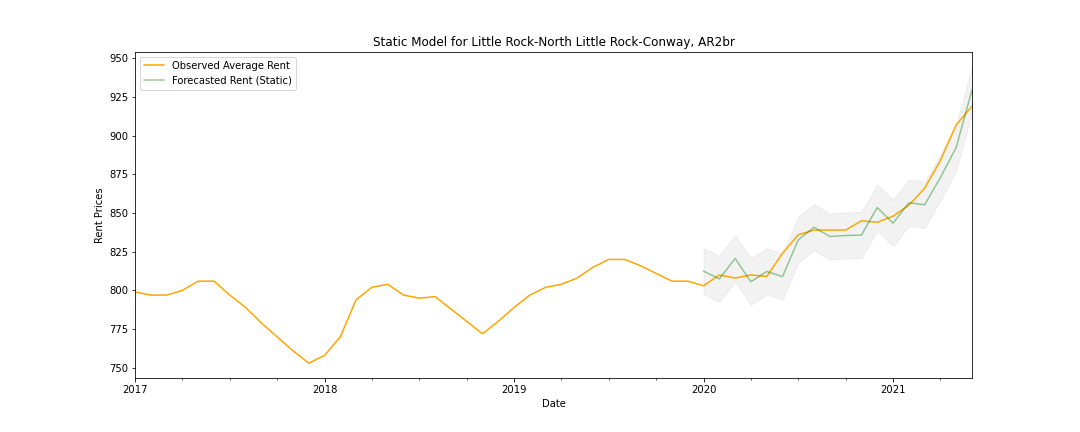 Static Model for Little Rock-North Little Rock-Conway, AR2br
Observed Average Rent
Forecasted Rent (Static)
Rent Prices
950
925
900
875
850
825
800
775
750
2017 2018 2019 2020 2021
Date